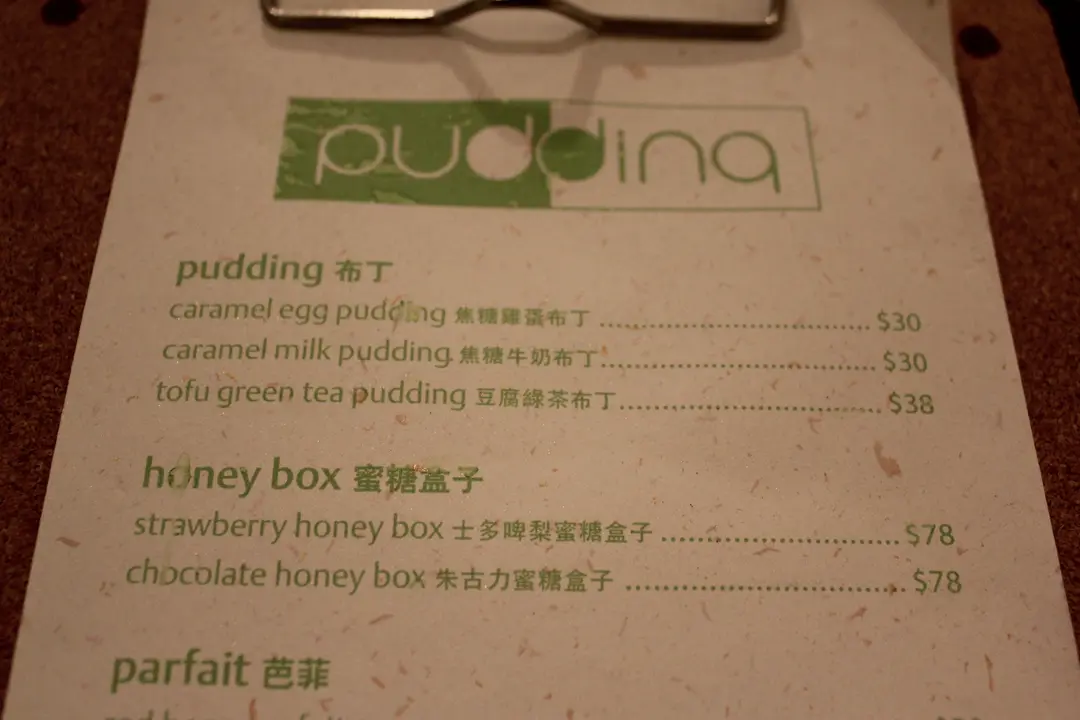 pudding
pudding 布丁
caramel egg pudding 焦糖雞蛋布丁 ........................... $30
caramel milk pudding 焦糖牛奶布丁........................... $30
tofu green tea pudding 豆腐綠茶布丁.......................... $38
honey box 蜜糖盒子
strawberry honey box 士多啤梨蜜糖盒子 ........................ $78
chocolate honey box 朱古力蜜糖盒子 ............................ $78
parfait 芭菲